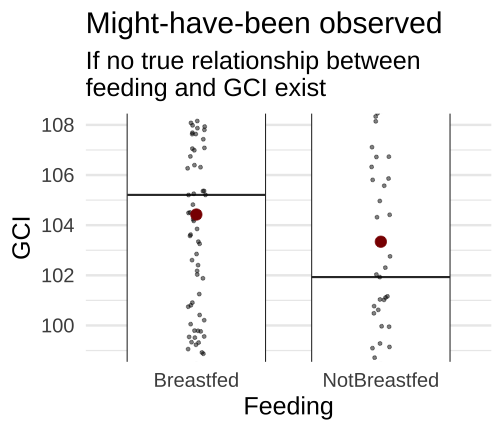 Might-have-been observed
If no true relationship between
feeding and GCI exist
108
106
104
102
100
GCI
Breastfed
NotBreastfed
Feeding